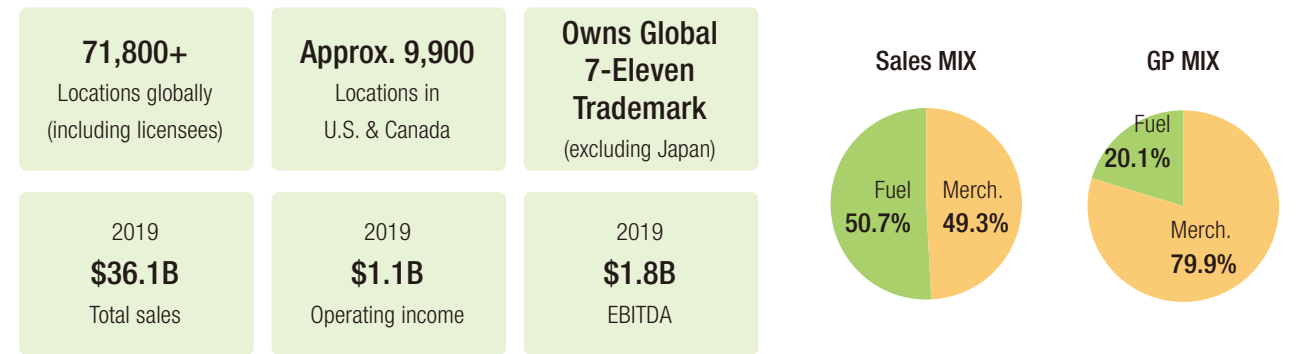 71,800+
Locations globally
(including licensees)
Approx. 9,900
Locations in
U.S. & Canada
Owns Global
7-Eleven
Trademark
(excluding Japan)
2019
$36.1B
Total sales
2019
$1.1B
Operating income
2019
$1.8B
EBITDA
Sales MIX
Fuel
50.7%
Merch.
49.3%
GP MIX
Fuel
20.1%
Merch.
79.9%